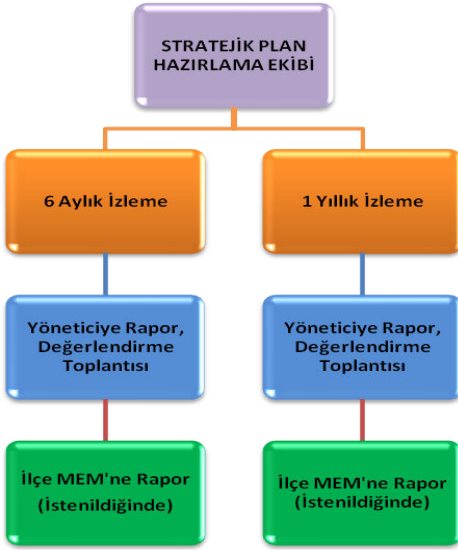 STRATEJİK PLAN
HAZIRLAMA EKİBİ
6 Aylık İzleme
1 Yıllık İzleme
Yöneticiye Rapor,
Değerlendirme
Toplantısı
Yöneticiye Rapor,
Değerlendirme
Toplantısı
İlçe MEM'ne Rapor
(İstenildiğinde)
İlçe MEM'ne Rapor
(İstenildiğinde)